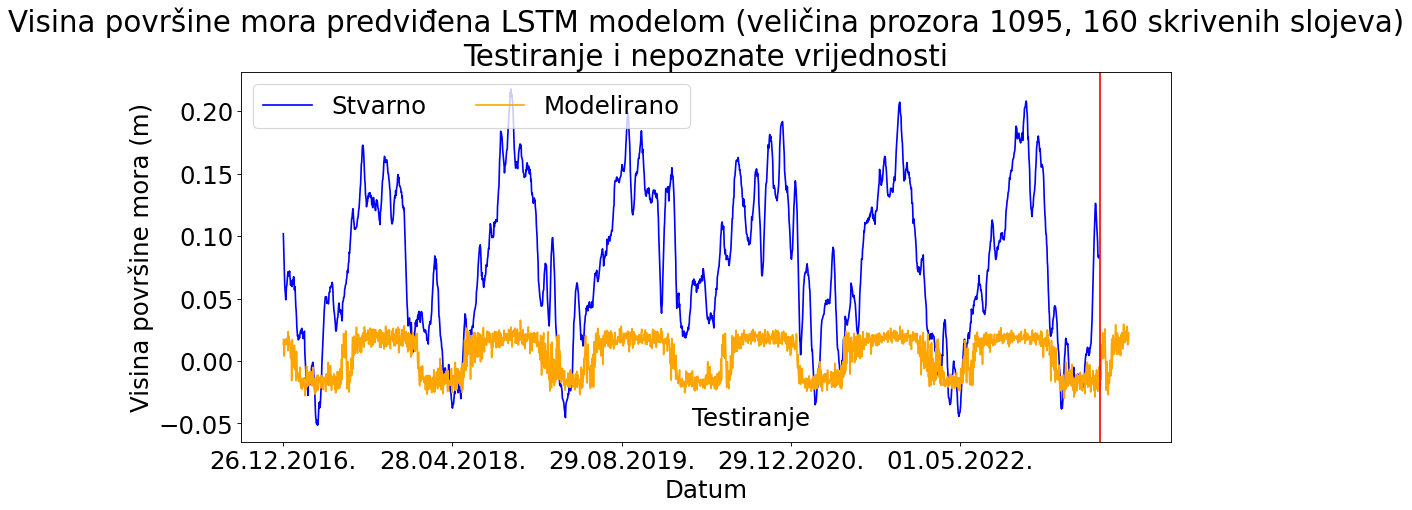 Visina površine mora predviđena LSTM modelom (veličina prozora 1095, 160 skrivenih slojeva)
Testiranje i nepoznate vrijednosti
Stvarno
Modelirano
Visina površine mora (m)
0.20
0.15
0.10
0.05
0.00
−0.05
Testiranje
26.12.2016.
28.04.2018.
29.08.2019.
29.12.2020.
01.05.2022.
Datum